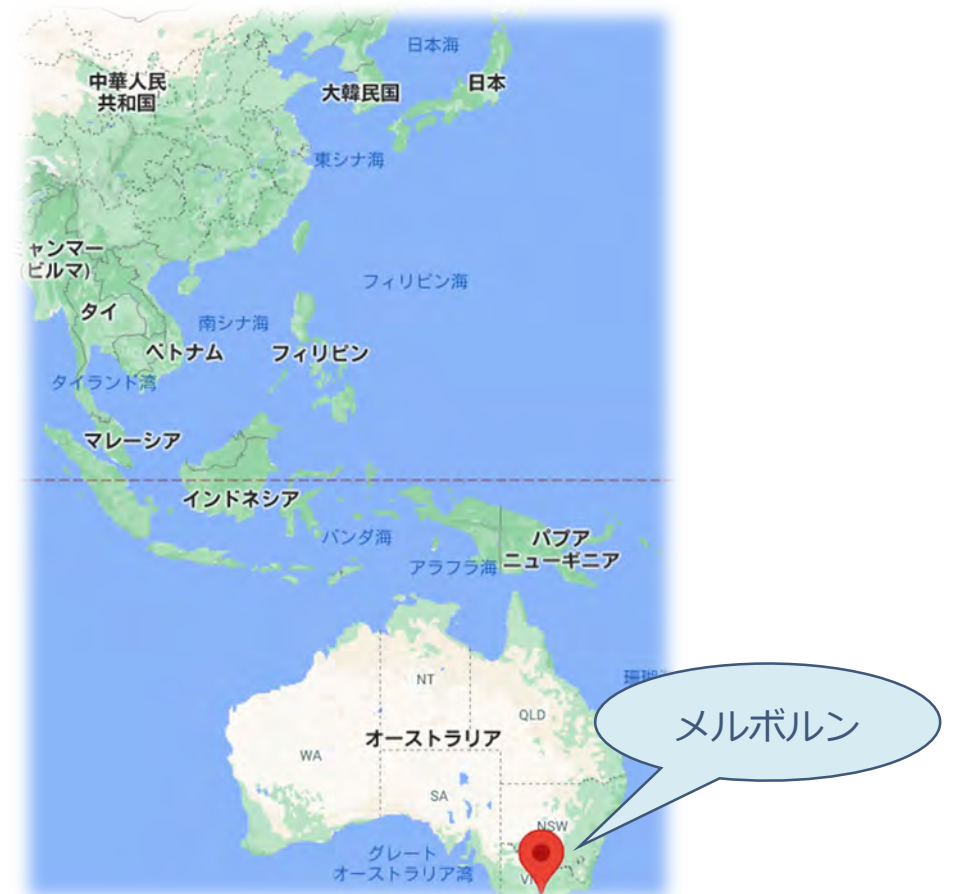 日本海
中華人民
共和国
大韓民国
日本
東シナ海
ャンマー
(ビルマ)
フィリピン海
タイ
南シナ海
ベトナム
フィリピン
タイランド湾
マレーシア
インドネシア
バンダ海
パプア
ニューギニア
アラフラ海
NT
珊瑚
QLD
メルボルン
オーストラリア
WA
SA
NSW
グレート
オーストラリア湾
VI